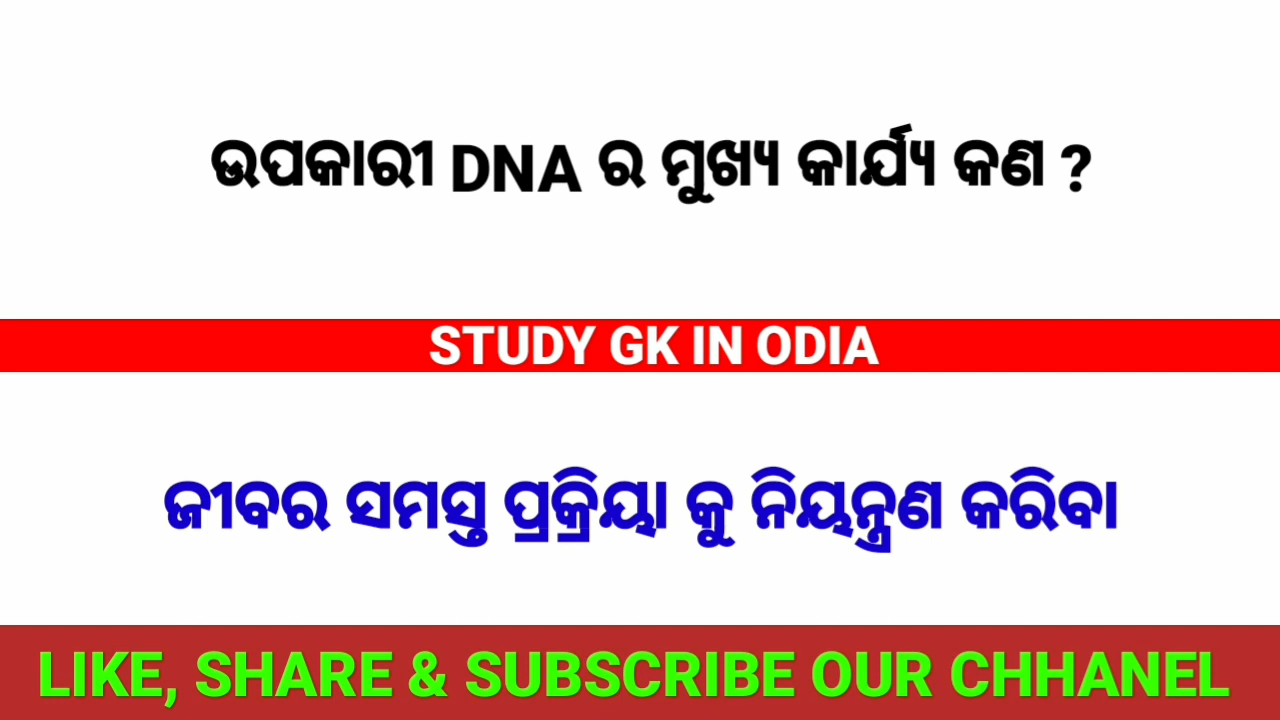 ଉପକାରୀ DNA ର ମୁଖ୍ୟ କାର୍ଯ୍ୟ କଣ ?
STUDY GK IN ODIA
ଜୀବର ସମସ୍ତ ପ୍ରକ୍ରିୟା କୁ ନିୟନ୍ତ୍ରଣ କରିବା
LIKE, SHARE & SUBSCRIBE OUR CHHANEL